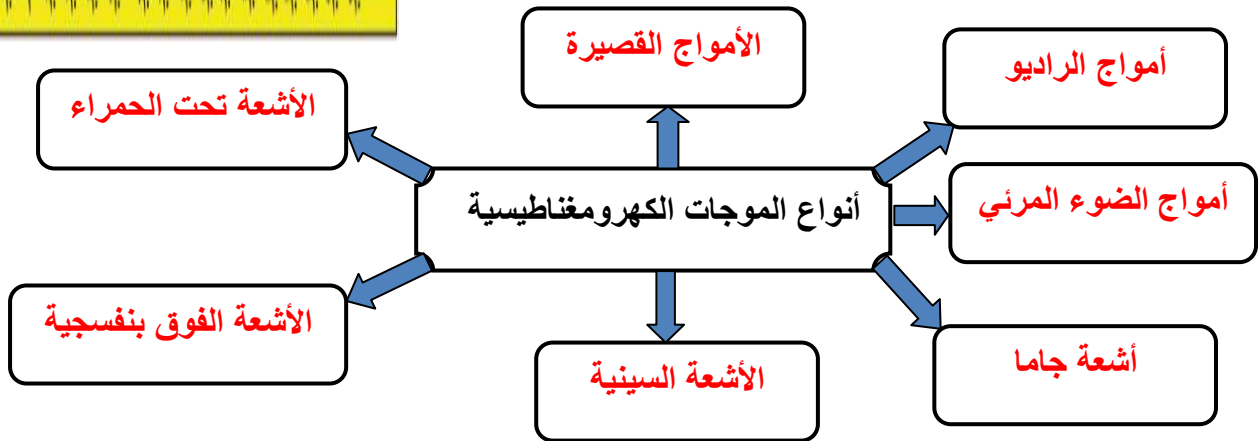 الأمواج القصيرة
أمواج الراديو
الأشعة تحت الحمراء
أنواع الموجات الكهرومغناطيسية
أمواج الضوء المرئي
الأشعة الفوق بنفسجية
أشعة جاما
الأشعة السينية